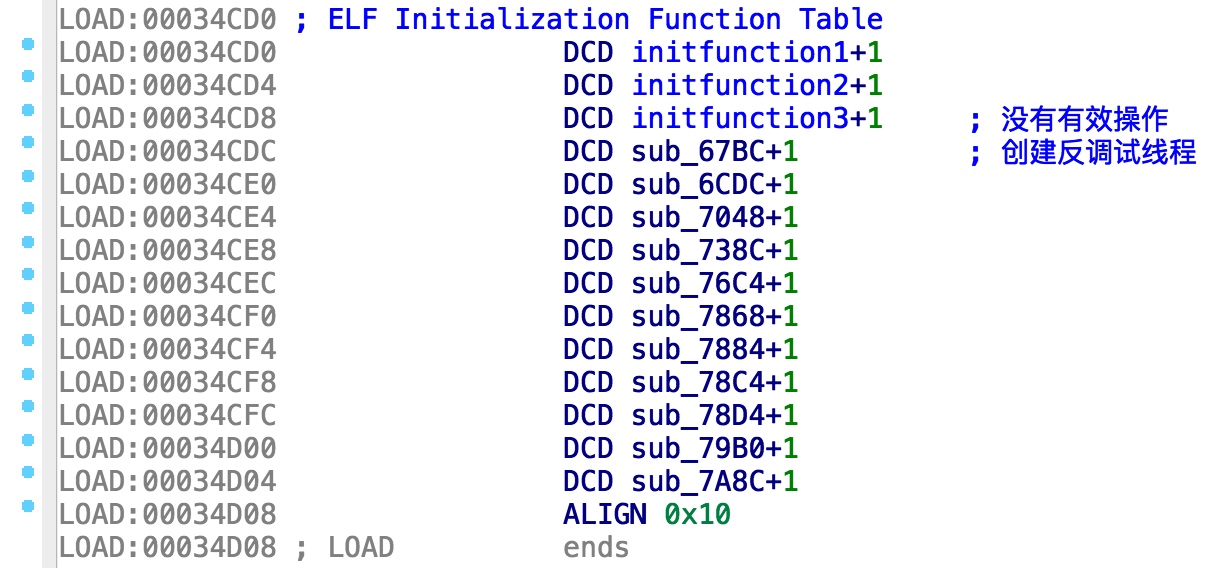 LOAD:00034CD0 ; ELF Initialization Function Table
LOAD:00034CD0 DCD initfunction1+1
LOAD:00034CD4 DCD initfunction2+1
LOAD:00034CD8 DCD initfunction3+1 ; 没有有效操作
LOAD:00034CDC DCD sub_67BC+1 ; 创建反调试线程
LOAD:00034CE0 DCD sub_6CDC+1
LOAD:00034CE4 DCD sub_7048+1
LOAD:00034CE8 DCD sub_738C+1
LOAD:00034CEC DCD sub_76C4+1
LOAD:00034CF0 DCD sub_7868+1
LOAD:00034CF4 DCD sub_7884+1
LOAD:00034CF8 DCD sub_78C4+1
LOAD:00034CFC DCD sub_78D4+1
LOAD:00034D00 DCD sub_79B0+1
LOAD:00034D04 DCD sub_7A8C+1
LOAD:00034D08 ALIGN 0x10
LOAD:00034D08 ; LOAD ends